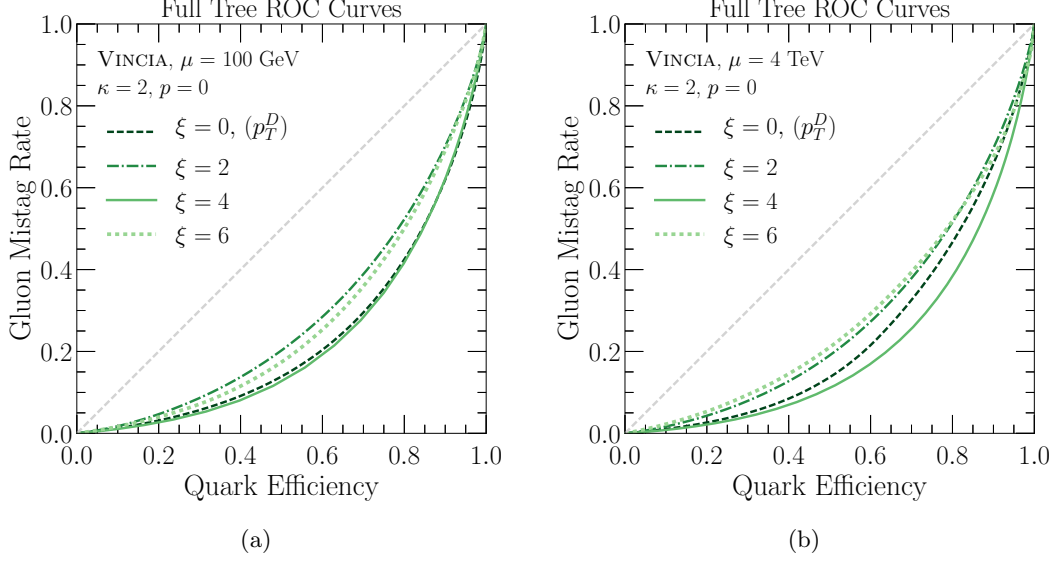 Full Tree ROC Curves
VINCIA, μ = 100 GeV
κ = 2, p = 0
ξ = 0, (p_T^D)
ξ = 2
ξ = 4
ξ = 6
Gluon Mistag Rate
1.0
0.8
0.6
0.4
0.2
0.0
0.0 0.2 0.4 0.6 0.8 1.0
Quark Efficiency
(a)
Full Tree ROC Curves
VINCIA, μ = 4 TeV
κ = 2, p = 0
ξ = 0, (p_T^D)
ξ = 2
ξ = 4
ξ = 6
Gluon Mistag Rate
1.0
0.8
0.6
0.4
0.2
0.0
0.0 0.2 0.4 0.6 0.8 1.0
Quark Efficiency
(b)